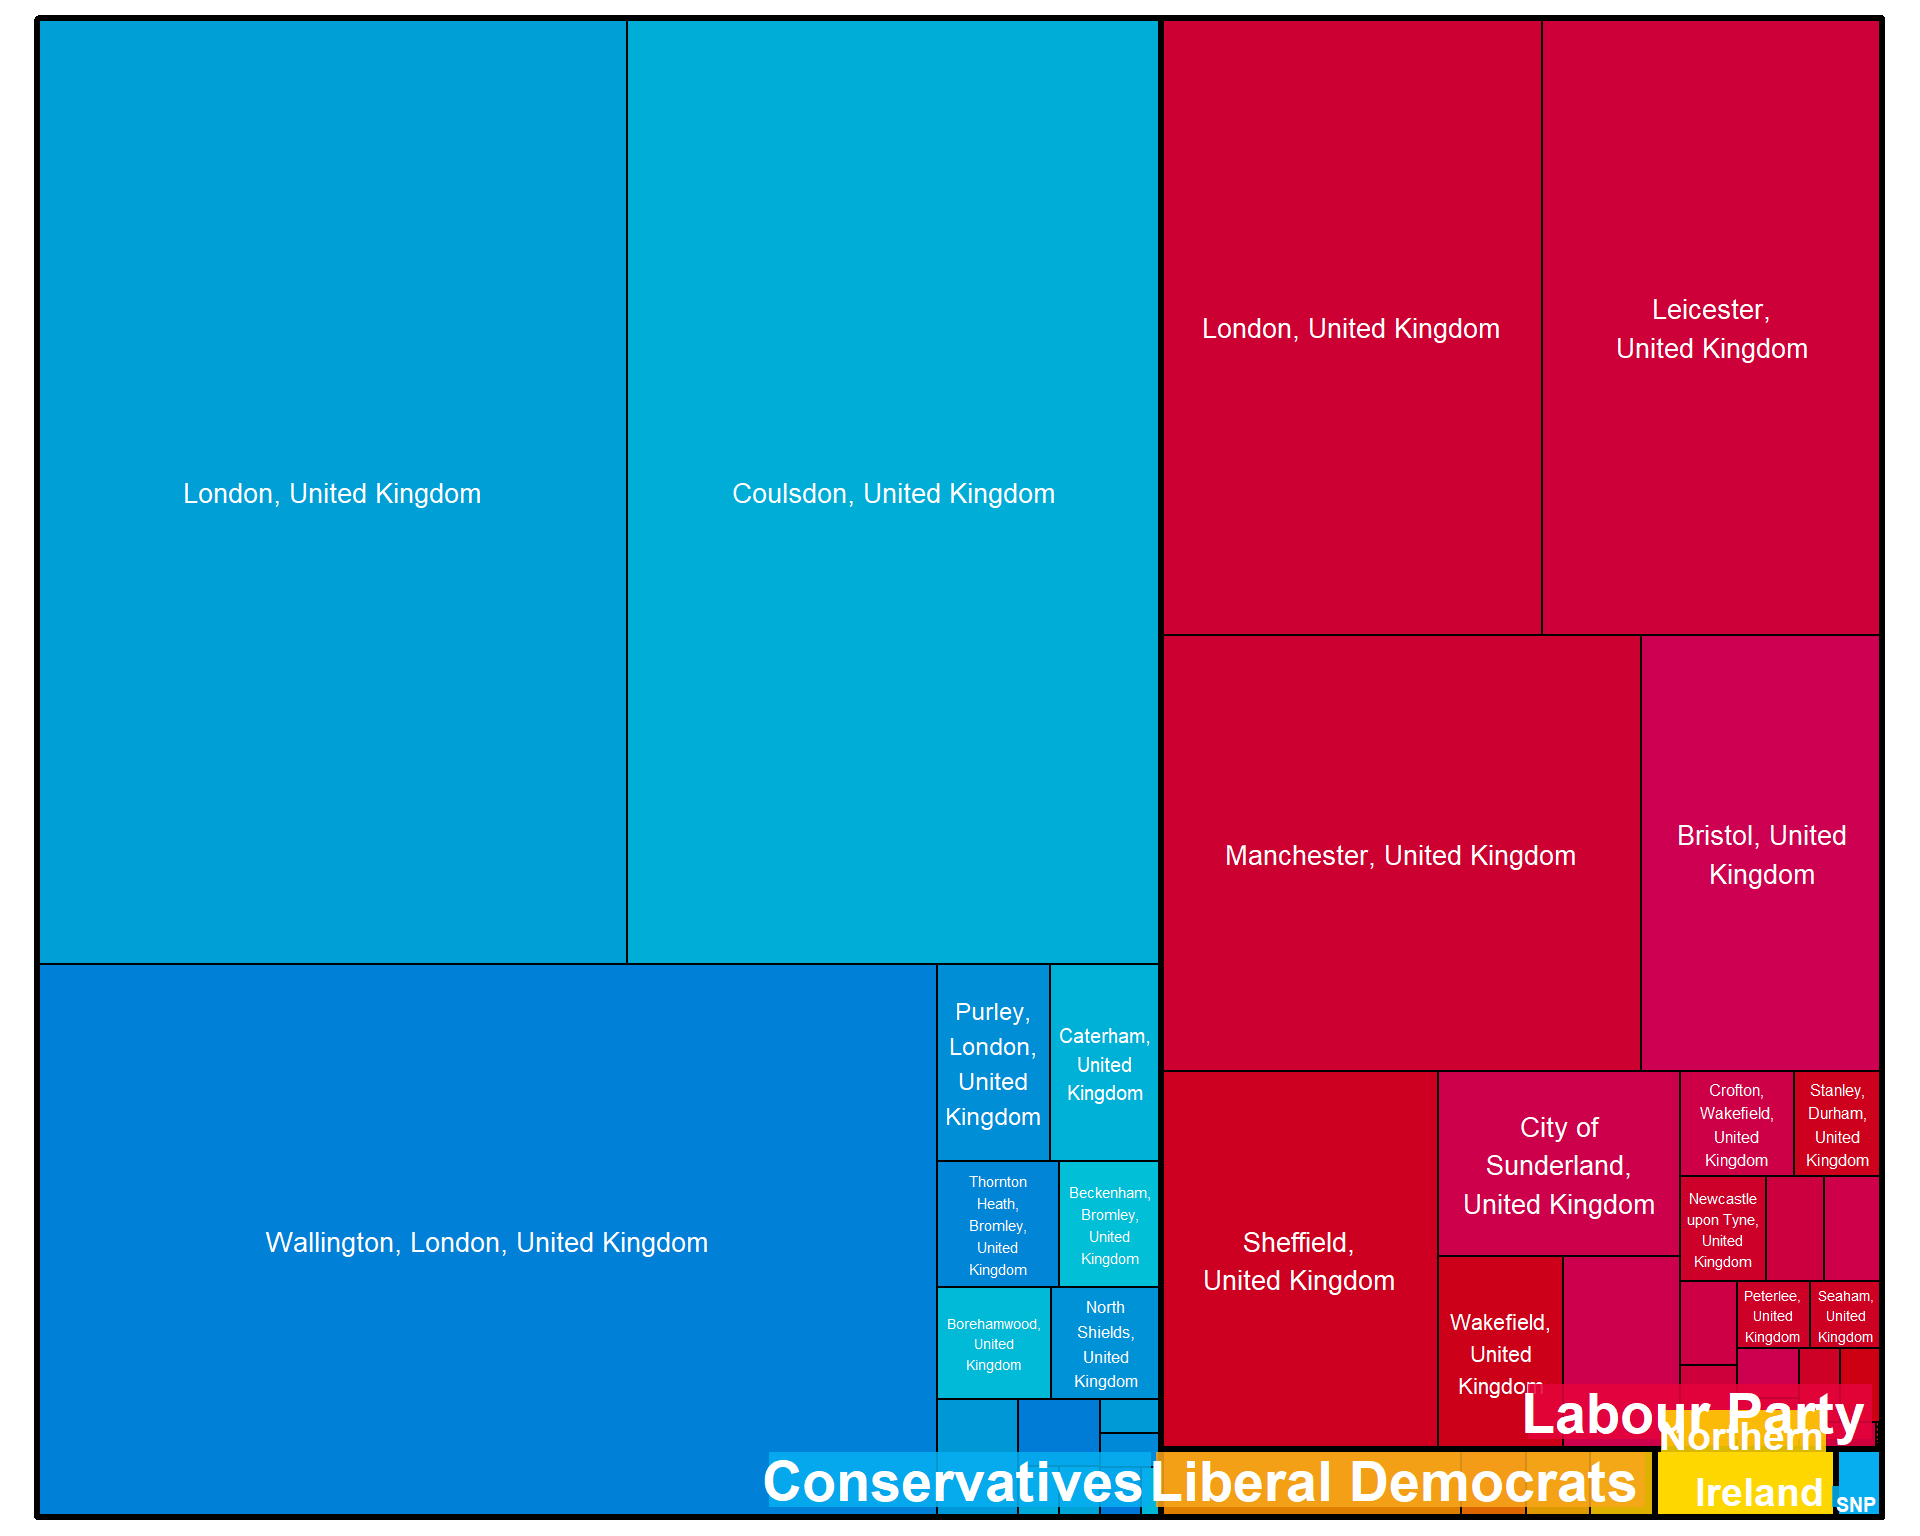 London, United Kingdom
Coulsdon, United Kingdom
Wallington, London, United Kingdom
Purley,
London,
United
Kingdom
Caterham,
United
Kingdom
Thornton
Heath,
Bromley,
United
Kingdom
Beckenham,
Bromley,
United
Kingdom
Borehamwood,
United
Kingdom
North
Shields,
United
Kingdom
Conservatives
London, United Kingdom
Leicester,
United Kingdom
Manchester, United Kingdom
Bristol, United
Kingdom
Sheffield,
United Kingdom
City of
Sunderland,
United Kingdom
Wakefield,
United
Kingdom
Crofton,
Wakefield,
United
Kingdom
Stanley,
Durham,
United
Kingdom
Newcastle
upon Tyne,
United
Kingdom
Peterlee,
United
Kingdom
Seaham,
United
Kingdom
Labour Party
Liberal Democrats
Northern
Ireland
SNP